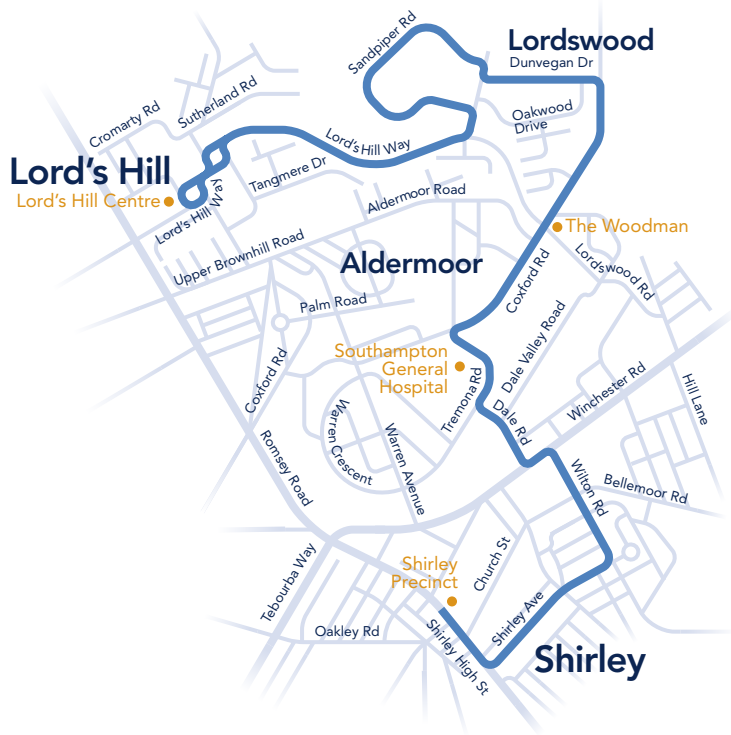 Sandpiper Rd
Lordswood
Dunvegan Dr
Cromarty Rd
Sutherland Rd
Oakwood
Drive
Lord's Hill Way
Lord's Hill
Tangmere Dr
Lord's Hill Centre
Lord's Hill Way
Aldermoor Road
The Woodman
Upper Brownhill Road
Aldermoor
Coxford Rd
Lordswood Rd
Palm Road
Southampton
General
Hospital
Dale Valley Road
Coxford Rd
Tremona Rd
Winchester Rd
Hill Lane
Warren Crescent
Dale Rd
Warren Avenue
Romsey Road
Wilton Rd
Bellemoor Rd
Tebourba Way
Shirley
Precinct
Church St
Shirley Ave
Oakley Rd
Shirley High St
Shirley